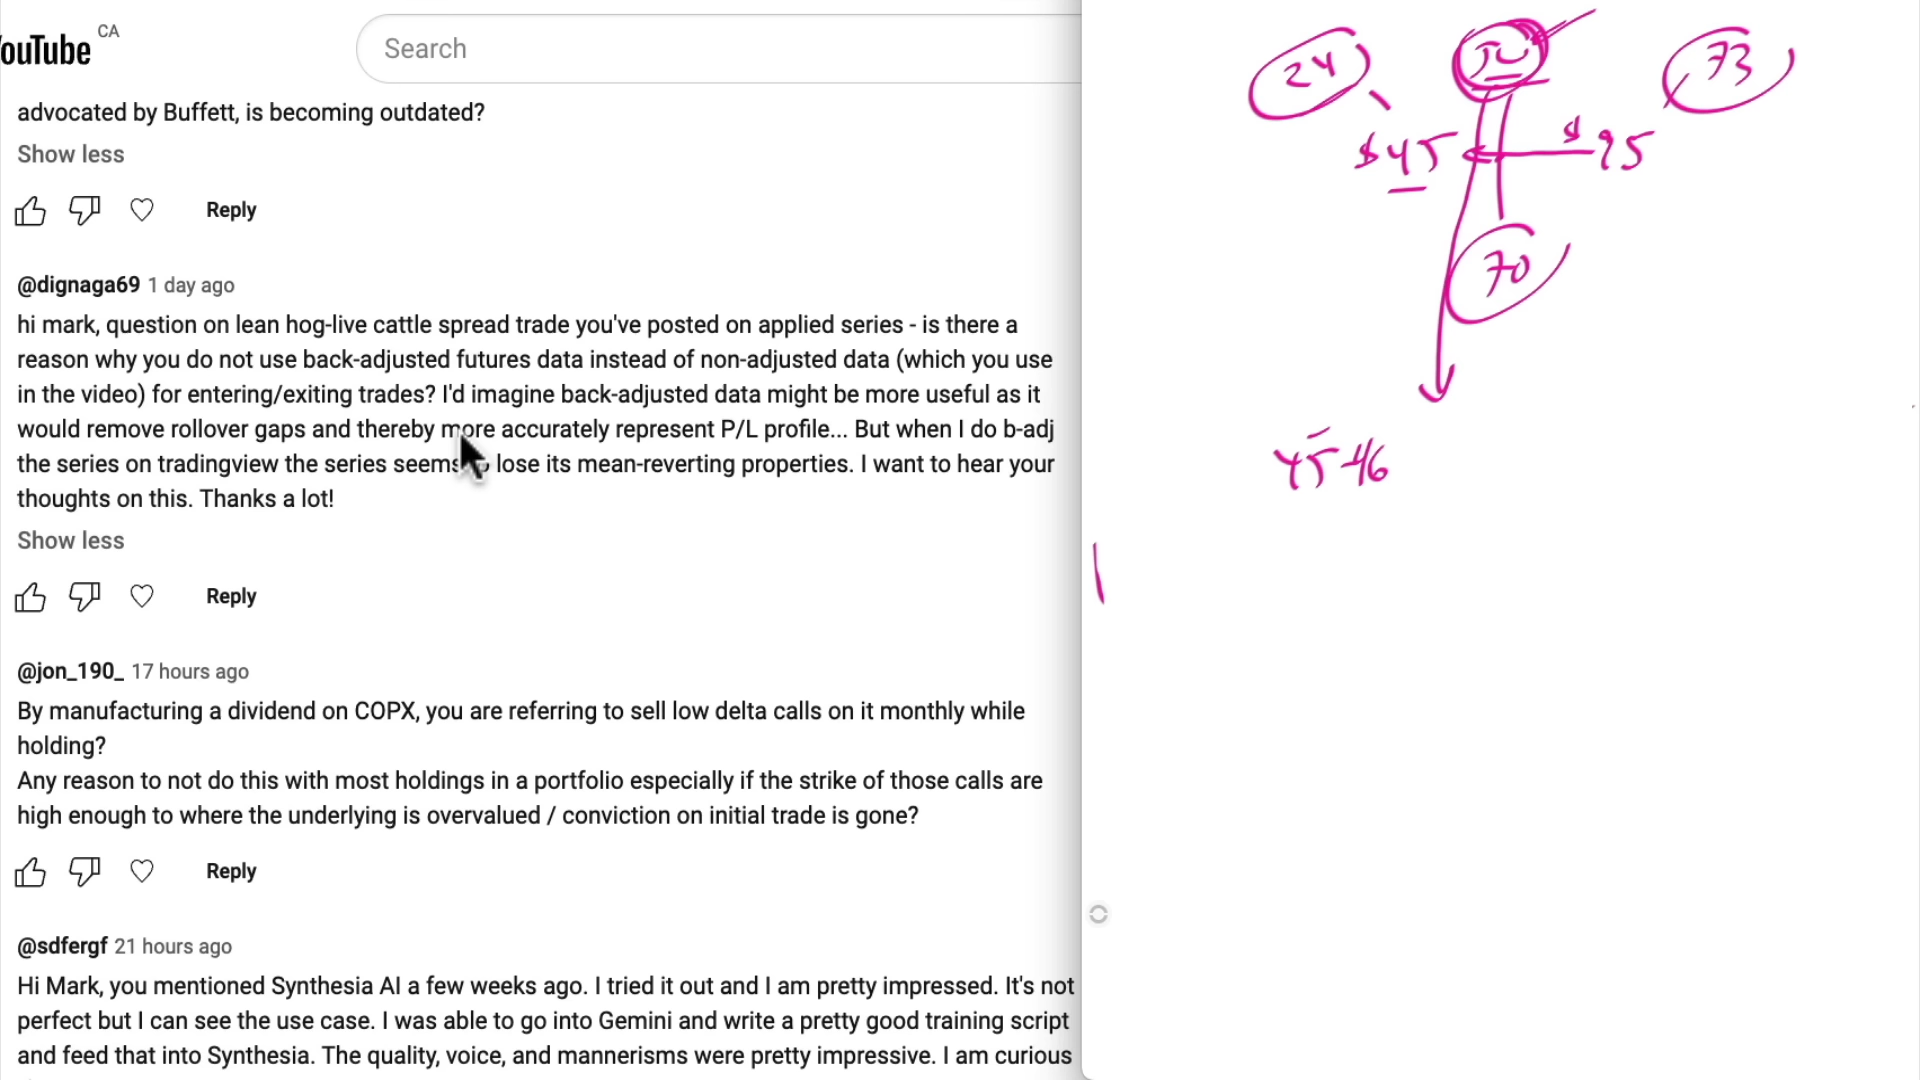 ouTube CA
Search
advocated by Buffett, is becoming outdated?
Show less
Reply
@dignaga69 1 day ago
hi mark, question on lean hog-live cattle spread trade you've posted on applied series - is there a
reason why you do not use back-adjusted futures data instead of non-adjusted data (which you use
in the video) for entering/exiting trades? I'd imagine back-adjusted data might be more useful as it
would remove rollover gaps and thereby more accurately represent P/L profile... But when I do b-adj
the series on tradingview the series seems lose its mean-reverting properties. I want to hear your
thoughts on this. Thanks a lot!
Show less
Reply
@jon_190_ 17 hours ago
By manufacturing a dividend on COPX, you are referring to sell low delta calls on it monthly while
holding?
Any reason to not do this with most holdings in a portfolio especially if the strike of those calls are
high enough to where the underlying is overvalued / conviction on initial trade is gone?
Reply
@sdfergf 21 hours ago
Hi Mark, you mentioned Synthesia AI a few weeks ago. I tried it out and I am pretty impressed. It's not
perfect but I can see the use case. I was able to go into Gemini and write a pretty good training script
and feed that into Synthesia. The quality, voice, and mannerisms were pretty impressive. I am curious
24
73
$45
$95
70
45-46